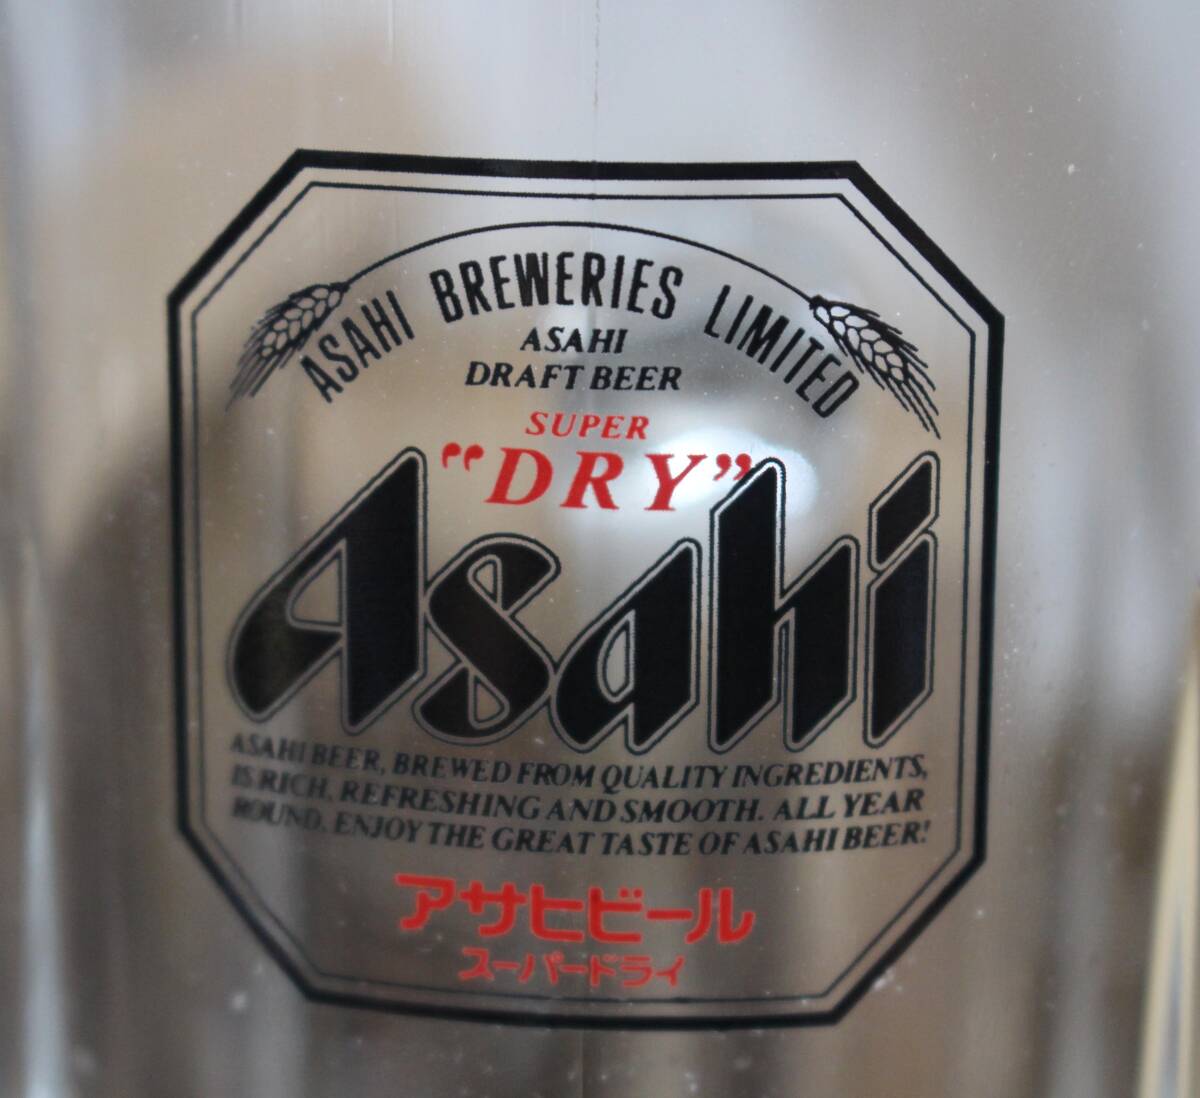 ASAHI BREWERIES LIMITED
ASAHI
DRAFT BEER
SUPER
"DRY"
Asahi
ASAHI BEER, BREWED FROM QUALITY INGREDIENTS,
IS RICH, REFRESHING AND SMOOTH. ALL YEAR
ROUND, ENJOY THE GREAT TASTE OF ASAHI BEER!
アサヒビール
スーパードライ